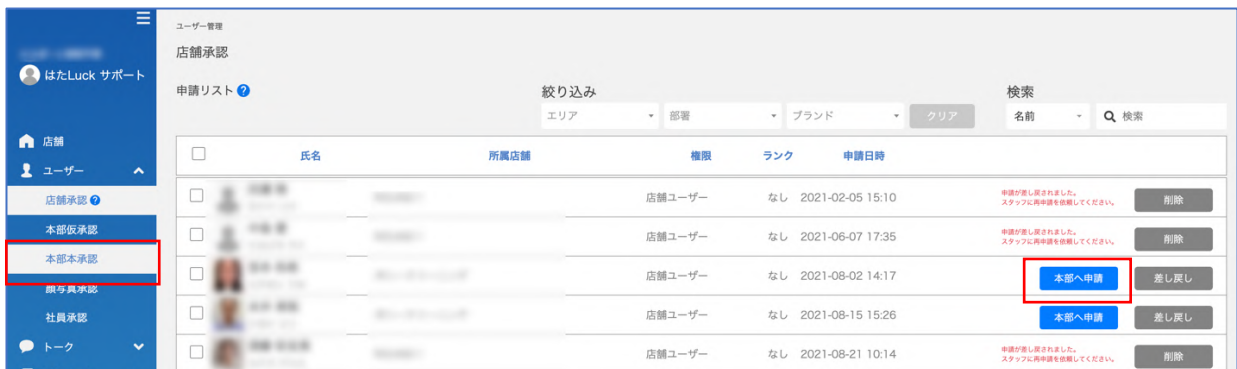 ユーザー管理
店舗承認
はたLuck サポート
申請リスト ?
絞り込み
検索
エリア 部署 ブランド クリア
名前 検索
店舗
ユーザー
店舗承認 ?
本部仮承認
本部本承認
顔写真承認
社員承認
トーク
氏名 所属店舗 権限 ランク 申請日時
店舗ユーザー なし 2021-02-05 15:10
申請が差し戻されました。
スタッフに再申請を依頼してください。
削除
店舗ユーザー なし 2021-06-07 17:35
申請が差し戻されました。
スタッフに再申請を依頼してください。
削除
店舗ユーザー なし 2021-08-02 14:17 本部へ申請 差し戻し
店舗ユーザー なし 2021-08-15 15:26 本部へ申請 差し戻し
店舗ユーザー なし 2021-08-21 10:14
申請が差し戻されました。
スタッフに再申請を依頼してください。
削除